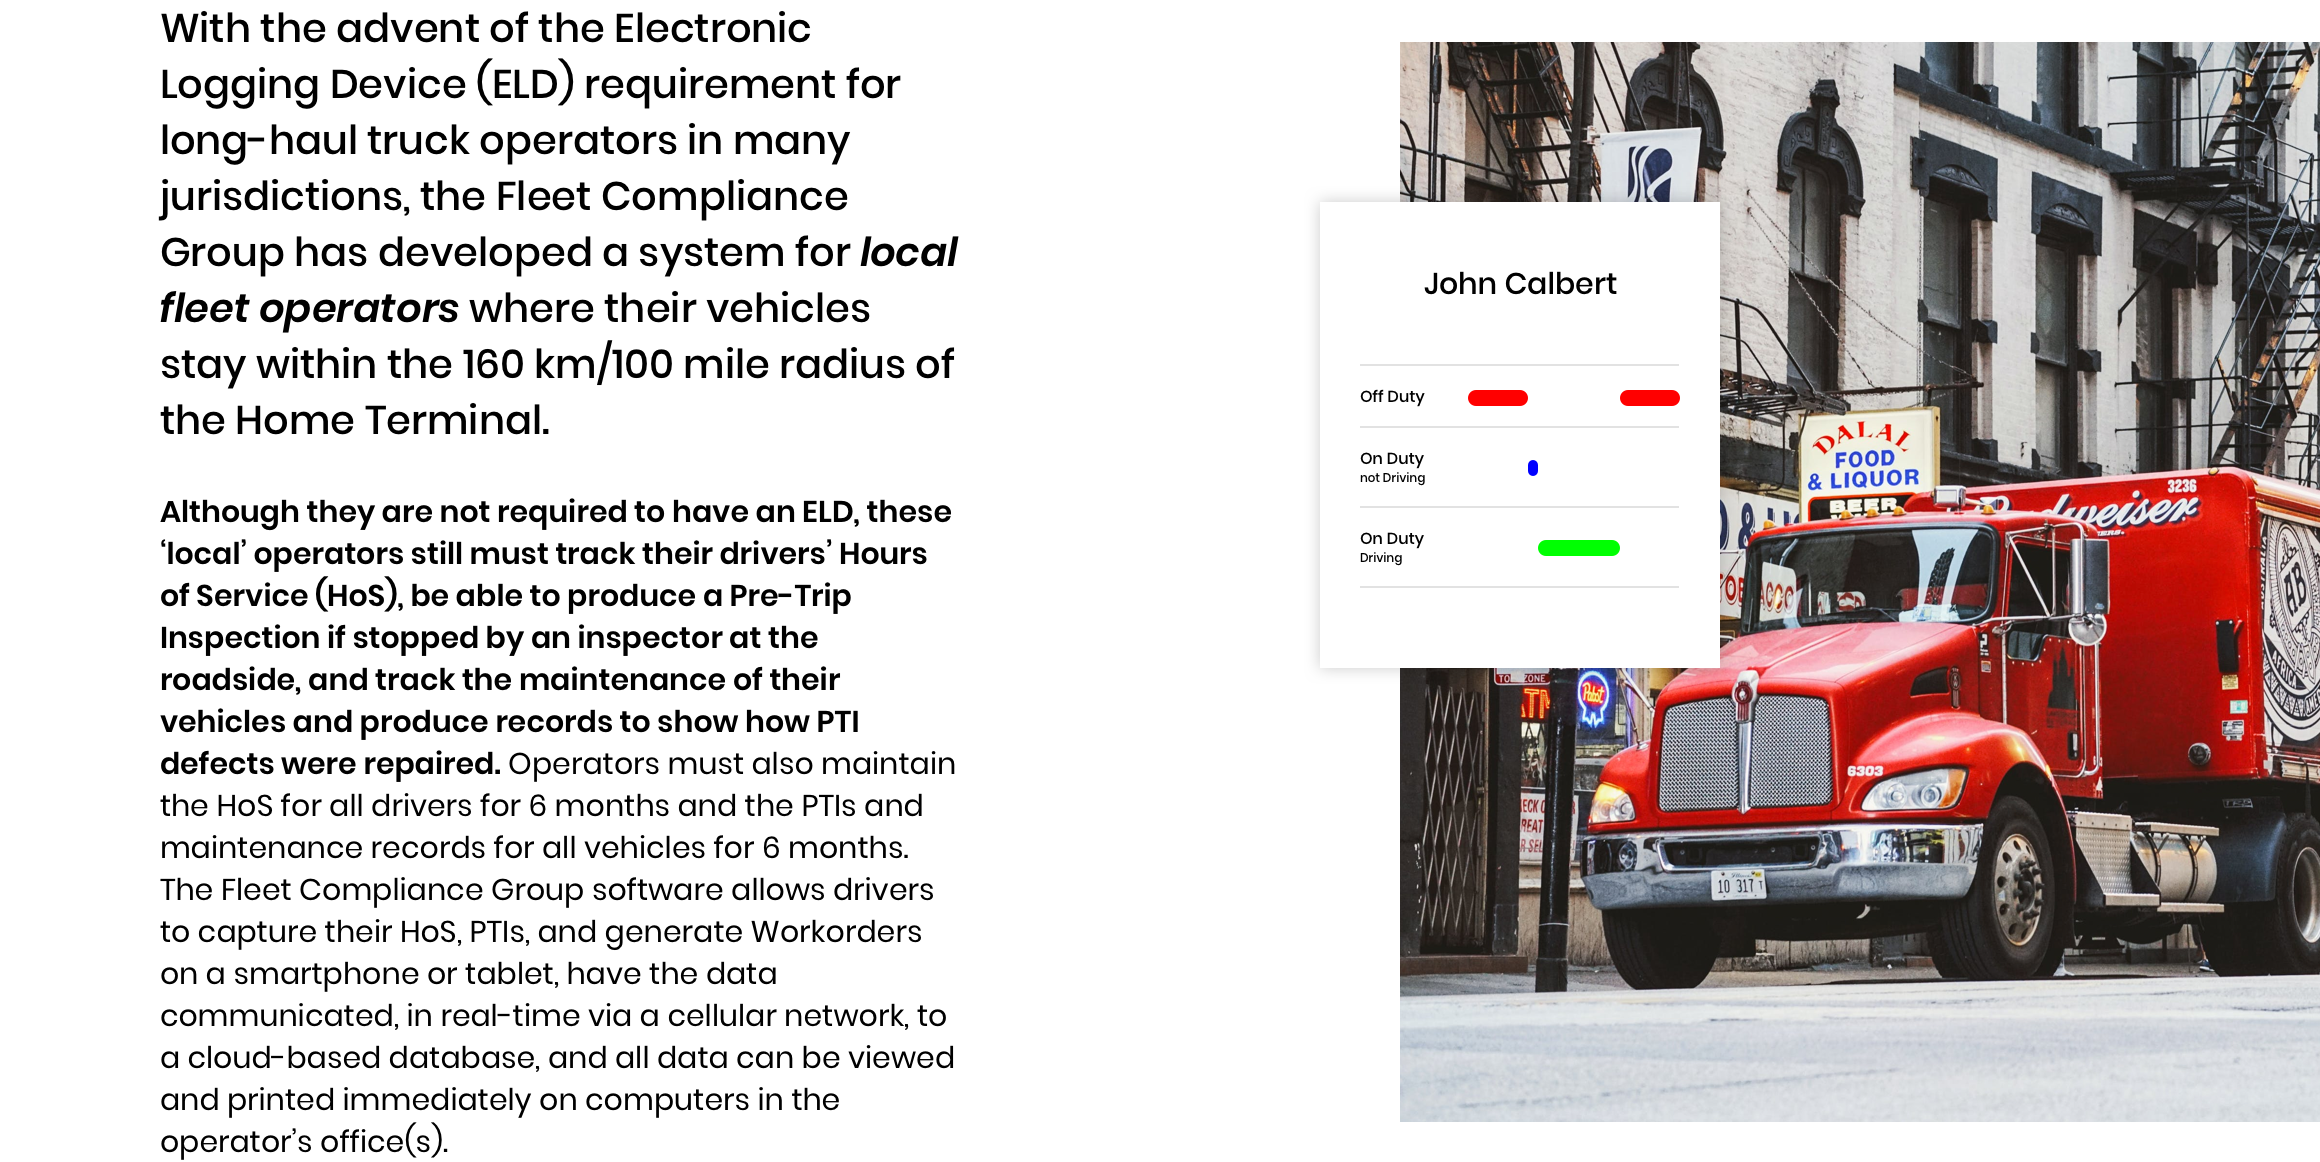 With the advent of the Electronic
Logging Device (ELD) requirement for
long-haul truck operators in many
jurisdictions, the Fleet Compliance
Group has developed a system for local
fleet operators where their vehicles
stay within the 160 km/100 mile radius of
the Home Terminal.
Although they are not required to have an ELD, these
‘local’ operators still must track their drivers’ Hours
of Service (HoS), be able to produce a Pre-Trip
Inspection if stopped by an inspector at the
roadside, and track the maintenance of their
vehicles and produce records to show how PTI
defects were repaired. Operators must also maintain
the HoS for all drivers for 6 months and the PTIs and
maintenance records for all vehicles for 6 months.
The Fleet Compliance Group software allows drivers
to capture their HoS, PTIs, and generate Workorders
on a smartphone or tablet, have the data
communicated, in real-time via a cellular network, to
a cloud-based database, and all data can be viewed
and printed immediately on computers in the
operator’s office(s).
John Calbert
Off Duty
On Duty
not Driving
On Duty
Driving
DALAL
FOOD
& LIQUOR
BEER
3236
Budweiser
ZONE
ATM
Pabst
6303
10 317
AB